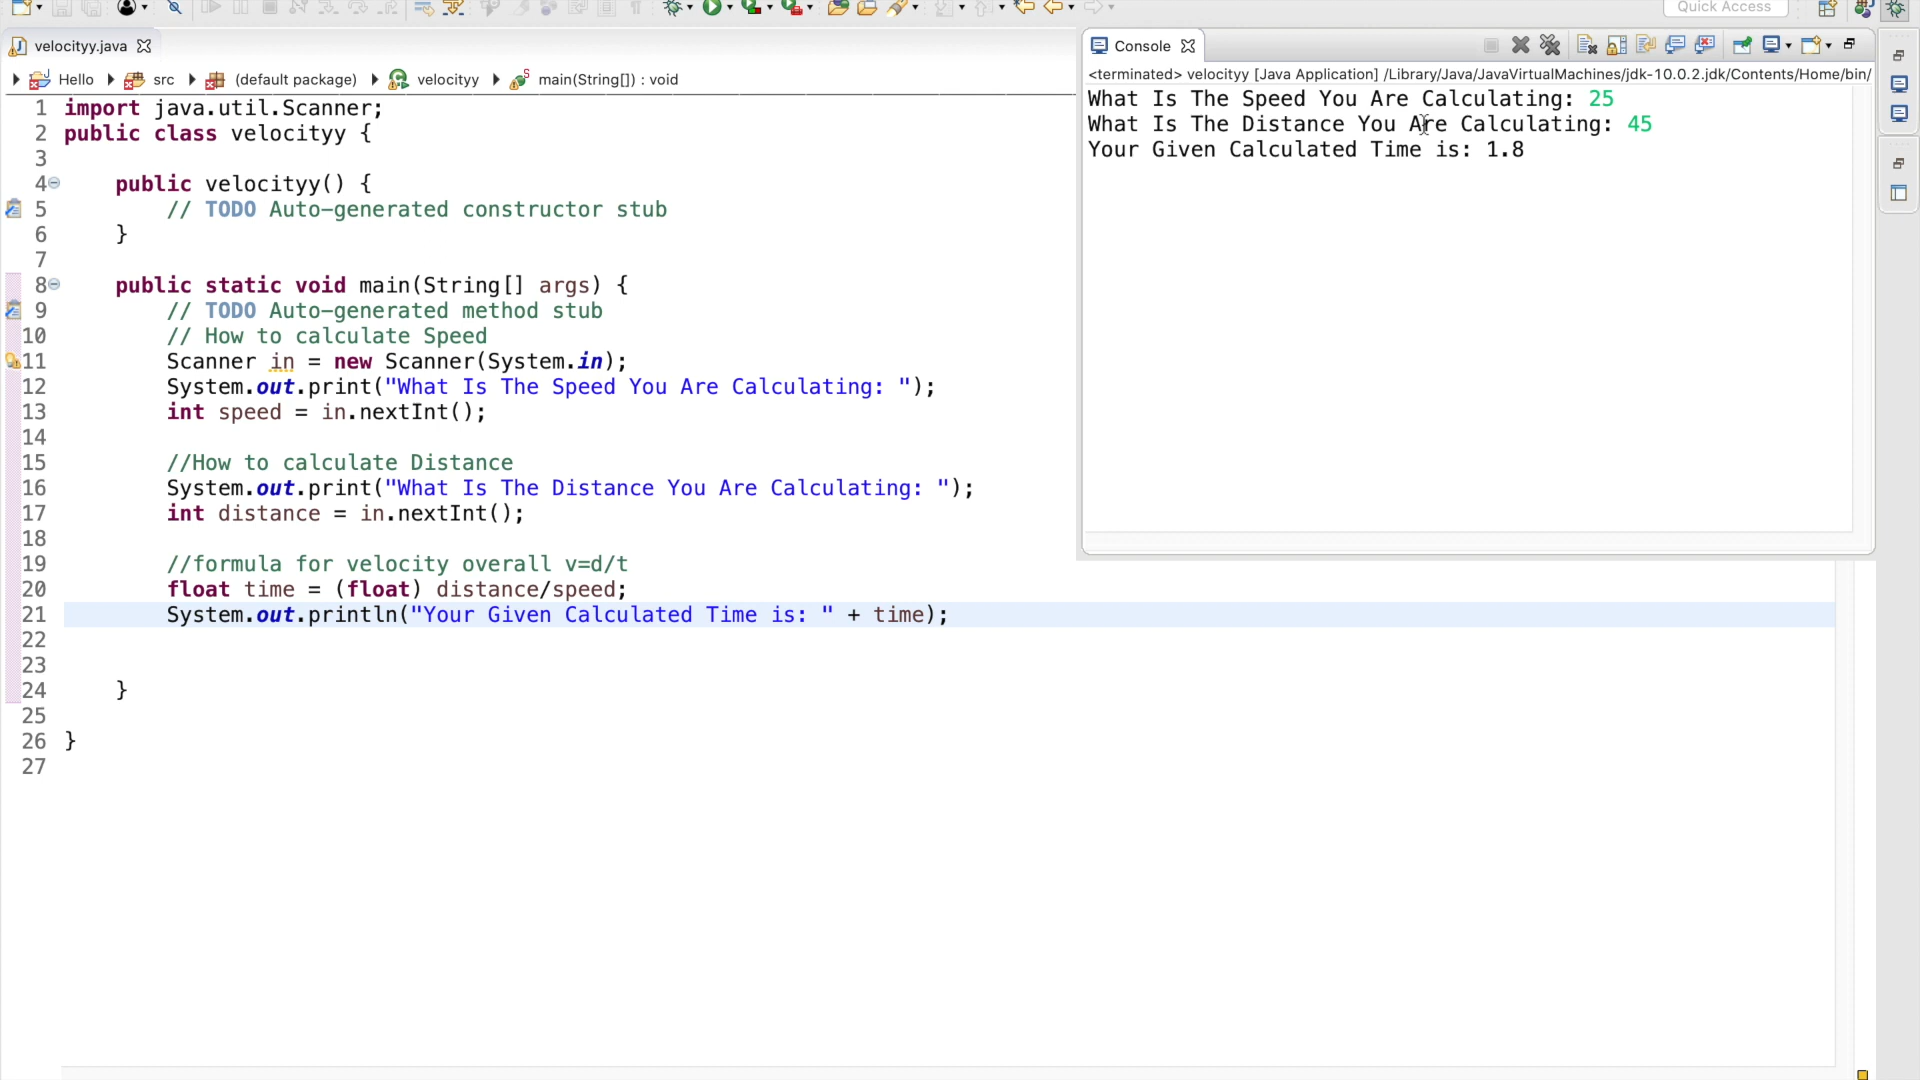 Quick Access
velocityy.java
Hello src (default package) velocityy main(String[]) : void
1 import java.util.Scanner;
2 public class velocityy {
3
4 public velocityy() {
5 // TODO Auto-generated constructor stub
6 }
7
8 public static void main(String[] args) {
9 // TODO Auto-generated method stub
10 // How to calculate Speed
11 Scanner in = new Scanner(System.in);
12 System.out.print("What Is The Speed You Are Calculating: ");
13 int speed = in.nextInt();
14
15 //How to calculate Distance
16 System.out.print("What Is The Distance You Are Calculating: ");
17 int distance = in.nextInt();
18
19 //formula for velocity overall v=d/t
20 float time = (float) distance/speed;
21 System.out.println("Your Given Calculated Time is: " + time);
22
23
24 }
25
26 }
27
Console
<terminated> velocityy [Java Application] /Library/Java/JavaVirtualMachines/jdk-10.0.2.jdk/Contents/Home/bin/
What Is The Speed You Are Calculating: 25
What Is The Distance You Are Calculating: 45
Your Given Calculated Time is: 1.8